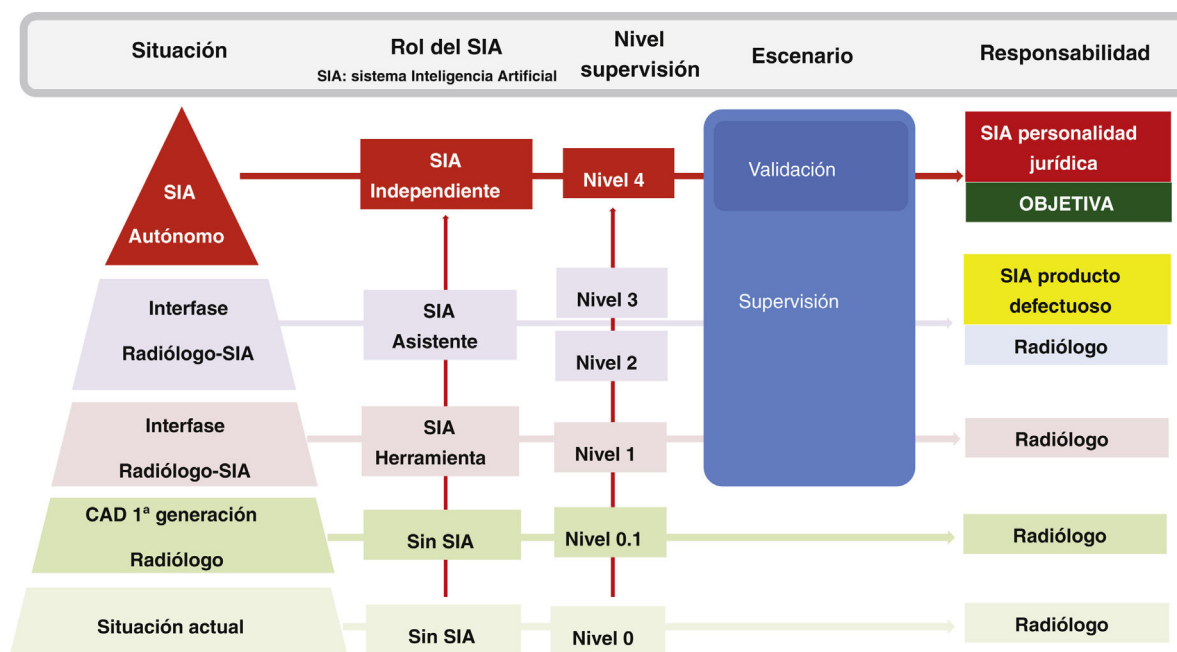 Situación
Rol del SIA
SIA: sistema Inteligencia Artificial
Nivel
supervisión
Escenario
Responsabilidad
SIA
Autónomo
SIA
Independiente
Nivel 4
Validación
SIA personalidad
jurídica
OBJETIVA
Interfase
Radiólogo-SIA
SIA
Asistente
Nivel 3
Nivel 2
Supervisión
SIA producto
defectuoso
Radiólogo
Interfase
Radiólogo-SIA
SIA
Herramienta
Nivel 1
Radiólogo
CAD 1ª generación
Radiólogo
Sin SIA
Nivel 0.1
Radiólogo
Situación actual
Sin SIA
Nivel 0
Radiólogo